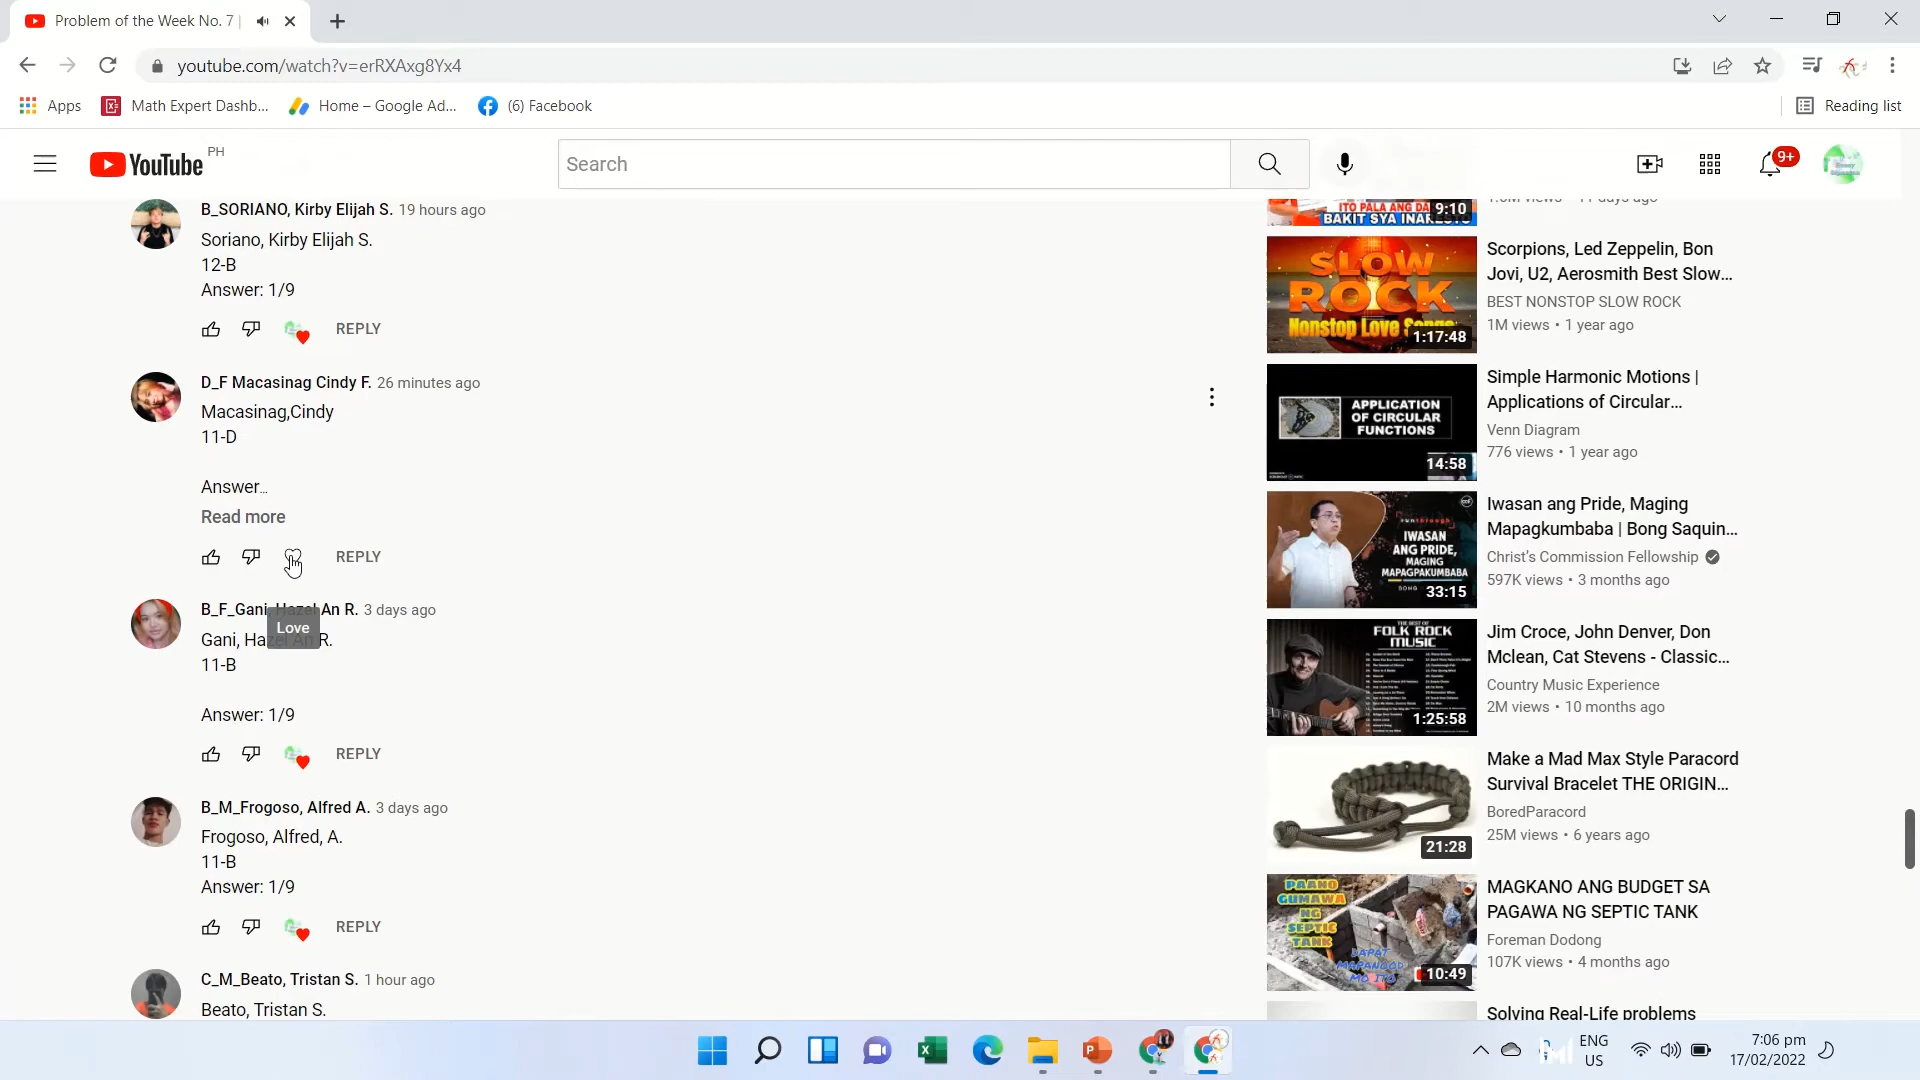 Problem of the Week No. 7 |
youtube.com/watch?v=erRXAxg8Yx4
Apps
Math Expert Dashb...
Home – Google Ad...
(6) Facebook
Reading list
YouTube PH
Search
9+
B_SORIANO, Kirby Elijah S. 19 hours ago
Soriano, Kirby Elijah S.
12-B
Answer: 1/9
REPLY
D_F Macasinag Cindy F. 26 minutes ago
Macasinag,Cindy
11-D
Answer...
Read more
REPLY
Love
B_F_Gani, Hazel An R. 3 days ago
Gani, Hazel An R.
11-B
Answer: 1/9
REPLY
B_M_Frogoso, Alfred A. 3 days ago
Frogoso, Alfred, A.
11-B
Answer: 1/9
REPLY
C_M_Beato, Tristan S. 1 hour ago
Beato, Tristan S.
ITO PALA ANG DA
BAKIT SYA INARESTO
9:10
SLOW
ROCK
Nonstop Love Songs
1:17:48
Scorpions, Led Zeppelin, Bon
Jovi, U2, Aerosmith Best Slow...
BEST NONSTOP SLOW ROCK
1M views • 1 year ago
APPLICATION
OF CIRCULAR
FUNCTIONS
14:58
Simple Harmonic Motions |
Applications of Circular...
Venn Diagram
776 views • 1 year ago
runthrough
IWASAN
ANG PRIDE,
MAGING
MAPAGPAKUMBABA
BONG
33:15
Iwasan ang Pride, Maging
Mapagkumbaba | Bong Saquin...
Christ's Commission Fellowship
597K views • 3 months ago
THE BEST OF
FOLK ROCK
MUSIC
1:25:58
Jim Croce, John Denver, Don
Mclean, Cat Stevens - Classic...
Country Music Experience
2M views • 10 months ago
21:28
Make a Mad Max Style Paracord
Survival Bracelet THE ORIGIN...
BoredParacord
25M views • 6 years ago
PAANO
GUMAWA
NG
SEPTIC
TANK
DAPAT
MAPANOOD
MO ITO
10:49
MAGKANO ANG BUDGET SA
PAGAWA NG SEPTIC TANK
Foreman Dodong
107K views • 4 months ago
Solving Real-Life problems
ENG
US
7:06 pm
17/02/2022